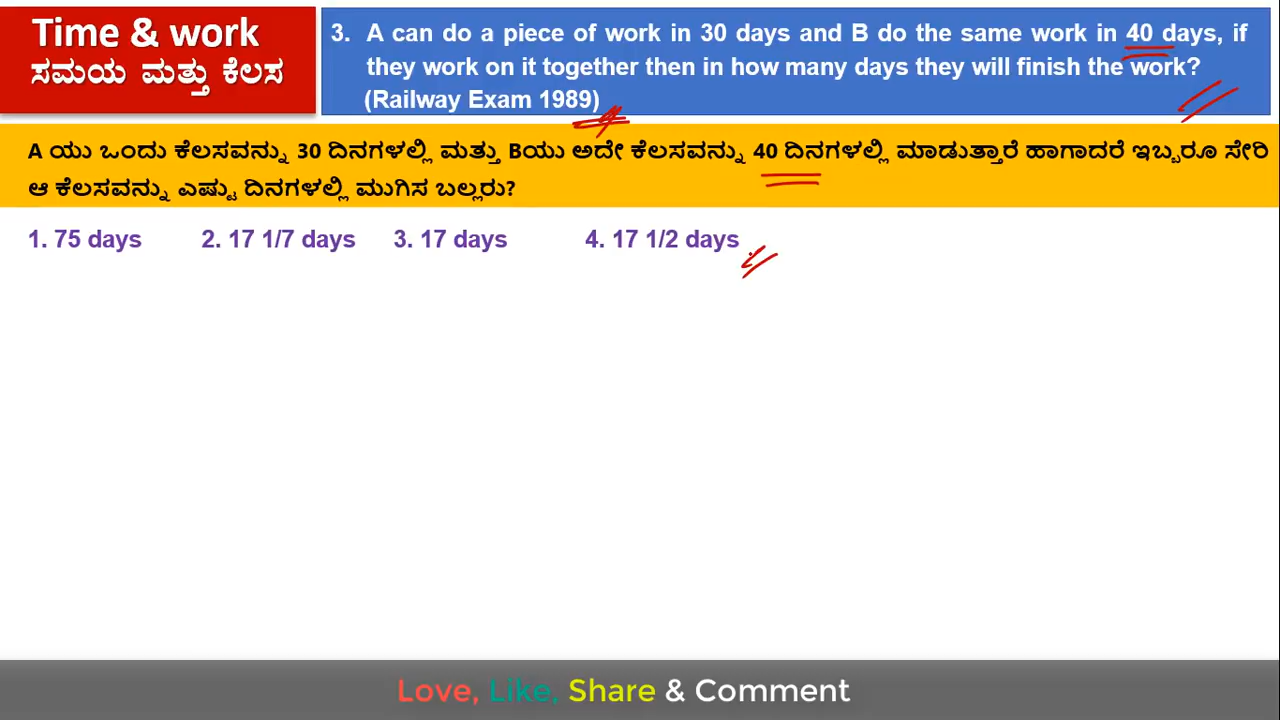 Time & work
ಸಮಯ ಮತ್ತು ಕೆಲಸ
3. A can do a piece of work in 30 days and B do the same work in 40 days, if
they work on it together then in how many days they will finish the work?
(Railway Exam 1989)
A ಯು ಒಂದು ಕೆಲಸವನ್ನು 30 ದಿನಗಳಲ್ಲಿ ಮತ್ತು Bಯು ಅದೇ ಕೆಲಸವನ್ನು 40 ದಿನಗಳಲ್ಲಿ ಮಾಡುತ್ತಾರೆ ಹಾಗಾದರೆ ಇಬ್ಬರೂ ಸೇರಿ
ಆ ಕೆಲಸವನ್ನು ಎಷ್ಟು ದಿನಗಳಲ್ಲಿ ಮುಗಿಸ ಬಲ್ಲರು?
1. 75 days 2. 17 1/7 days 3. 17 days 4. 17 1/2 days
Love, Like, Share & Comment